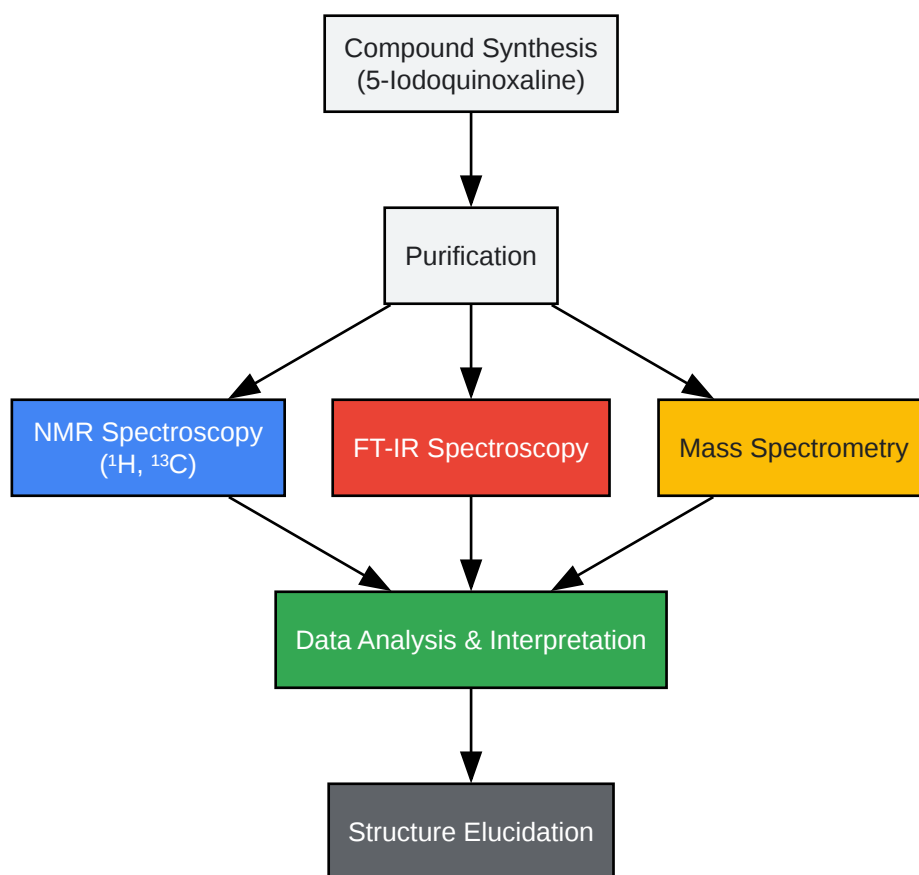 Compound Synthesis
(5-Iodoquinoxaline)
Purification
NMR Spectroscopy
(¹H, ¹³C)
FT-IR Spectroscopy
Mass Spectrometry
Data Analysis & Interpretation
Structure Elucidation